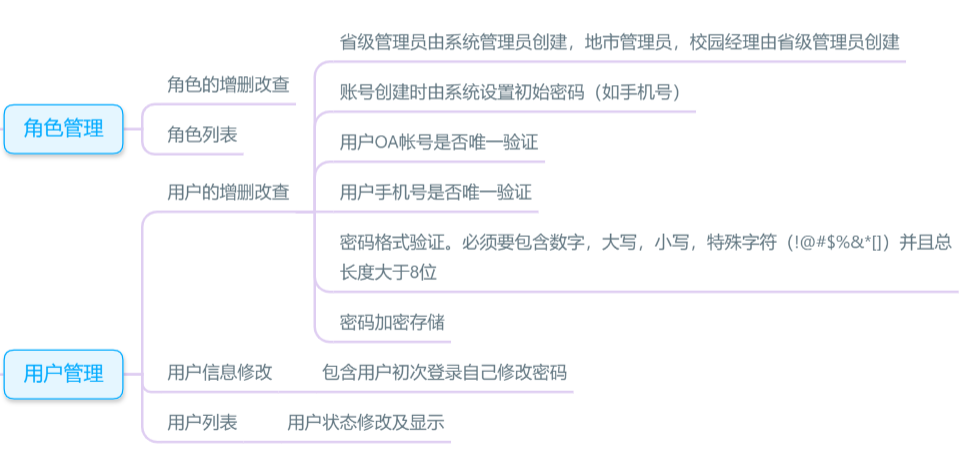 角色管理
角色的增删改查
角色列表
用户管理
用户的增删改查
省级管理员由系统管理员创建，地市管理员，校园经理由省级管理员创建
账号创建时由系统设置初始密码（如手机号）
用户OA帐号是否唯一验证
用户手机号是否唯一验证
密码格式验证。必须要包含数字，大写，小写，特殊字符（!@#$%&*[]）并且总
长度大于8位
密码加密存储
用户信息修改
包含用户初次登录自己修改密码
用户列表
用户状态修改及显示